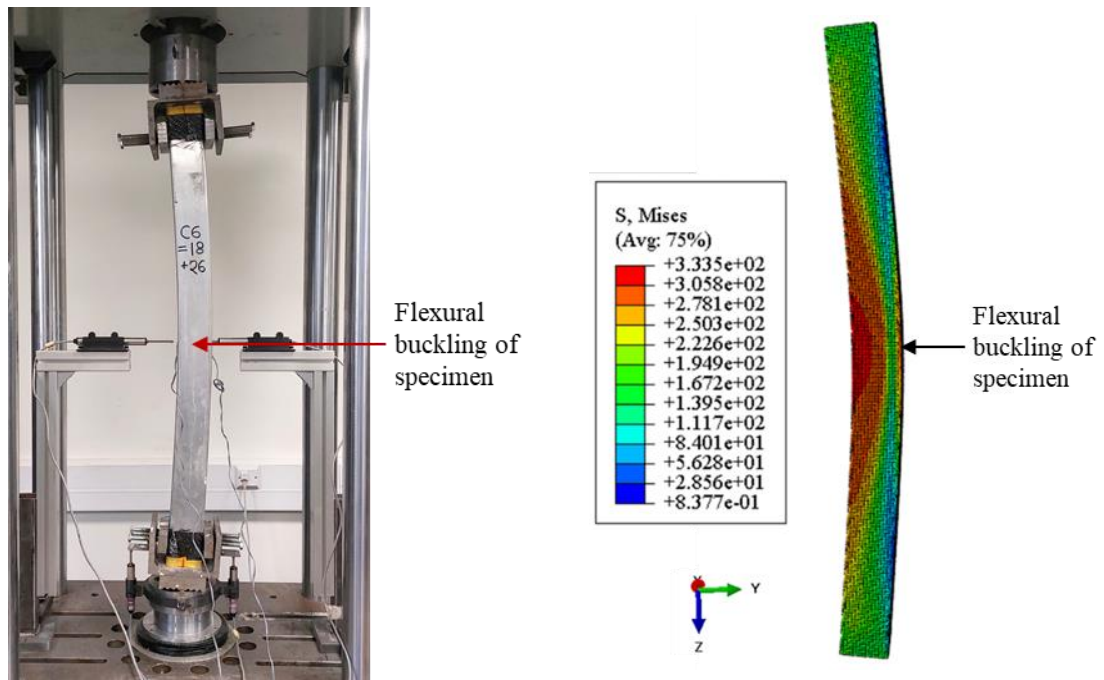 C6
=18
+26
Flexural
buckling of
specimen
S, Mises
(Avg: 75%)
+3.335e+02
+3.058e+02
+2.781e+02
+2.503e+02
+2.226e+02
+1.949e+02
+1.672e+02
+1.395e+02
+1.117e+02
+8.401e+01
+5.628e+01
+2.856e+01
+8.377e-01
Flexural
buckling of
specimen
X
Y
Z